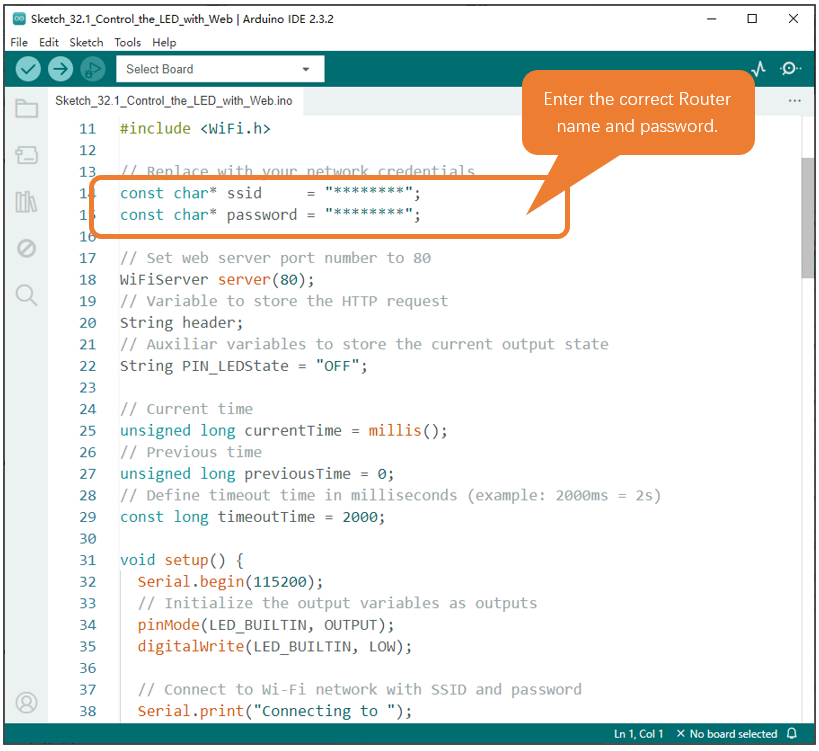 Sketch_32.1_Control_the_LED_with_Web | Arduino IDE 2.3.2
File Edit Sketch Tools Help
Select Board
Sketch_32.1_Control_the_LED_with_Web.ino
Enter the correct Router
name and password.
11 #include <WiFi.h>
12
13 // Replace with your network credentials
14 const char* ssid     = "********";
15 const char* password = "********";
16
17 // Set web server port number to 80
18 WiFiServer server(80);
19 // Variable to store the HTTP request
20 String header;
21 // Auxiliar variables to store the current output state
22 String PIN_LEDState = "OFF";
23
24 // Current time
25 unsigned long currentTime = millis();
26 // Previous time
27 unsigned long previousTime = 0;
28 // Define timeout time in milliseconds (example: 2000ms = 2s)
29 const long timeoutTime = 2000;
30
31 void setup() {
32   Serial.begin(115200);
33   // Initialize the output variables as outputs
34   pinMode(LED_BUILTIN, OUTPUT);
35   digitalWrite(LED_BUILTIN, LOW);
36
37   // Connect to Wi-Fi network with SSID and password
38   Serial.print("Connecting to ");
Ln 1, Col 1 No board selected